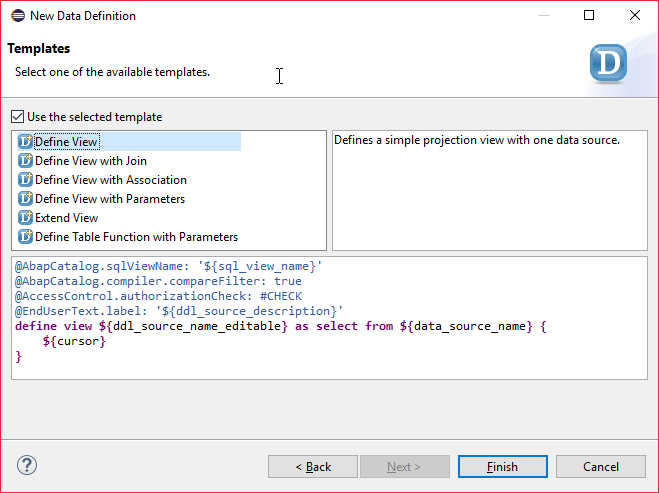 New Data Definition
Templates
Select one of the available templates.
D
Use the selected template
Define View
Define View with Join
Define View with Association
Define View with Parameters
Extend View
Define Table Function with Parameters
Defines a simple projection view with one data source.
@AbapCatalog.sqlViewName: '${sql_view_name}'
@AbapCatalog.compiler.compareFilter: true
@AccessControl.authorizationCheck: #CHECK
@EndUserText.label: '${ddl_source_description}'
define view ${ddl_source_name_editable} as select from ${data_source_name} {
    ${cursor}
}
?
< Back
Next >
Finish
Cancel